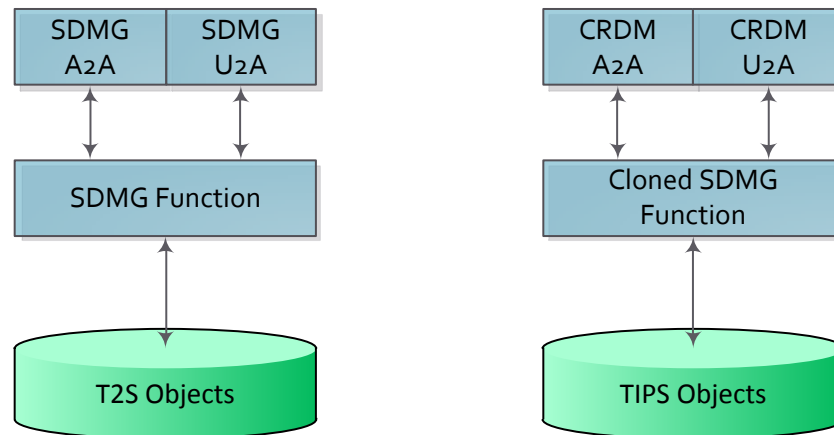 SDMG
A2A
SDMG
U2A
CRDM
A2A
CRDM
U2A
SDMG Function
Cloned SDMG
Function
T2S Objects
TIPS Objects